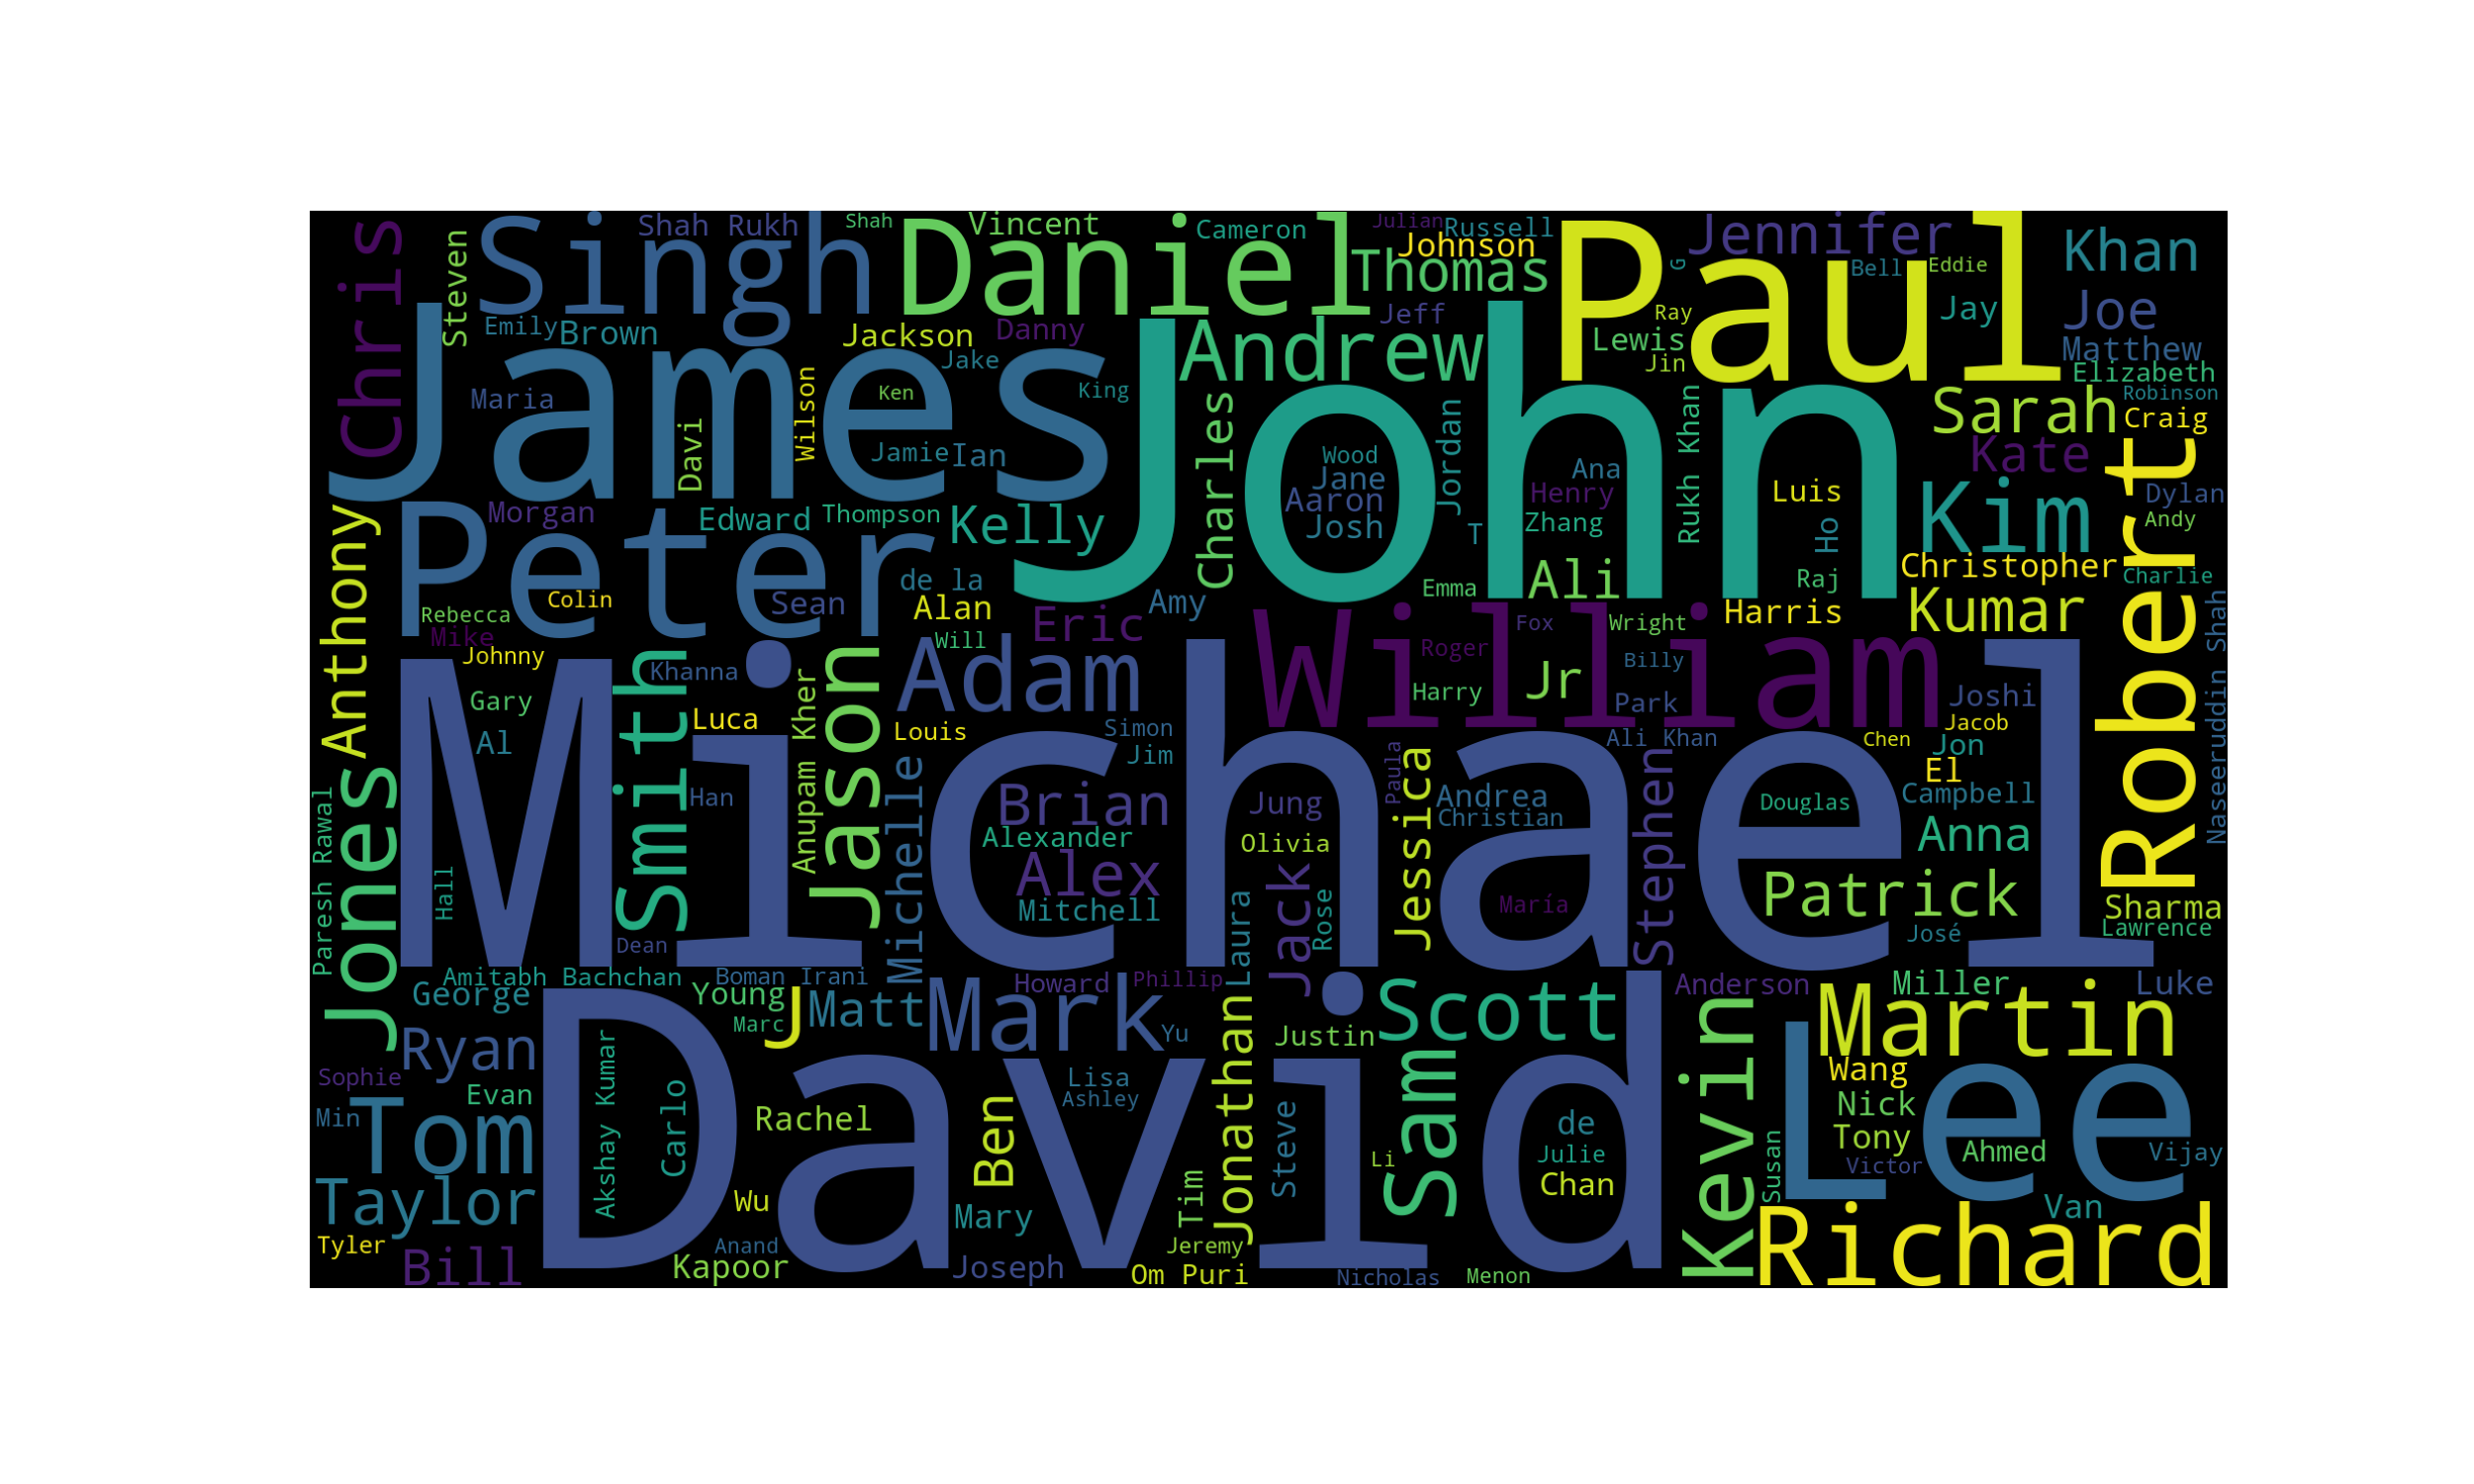 Chris
Steven
Singh
Shah Rukh
Shah
Daniel
Vincent
Cameron
Julian
Russell
Johnson
Thomas
Paul
Jennifer
G
Bell
Eddie
Khan
Joe
Jay
Matthew
Elizabeth
Robinson
Emily
Brown
Jackson
Danny
Jake
James
Maria
Davi
Wilson
Ken
King
Jamie
Ian
Andrew
Jeff
Lewis
Ray
Jin
John
Charles
Wood
Jane
Aaron
Josh
Jordan
T
Ana
Henry
Zhang
Rukh Khan
Luis
Ho
Raj
Sarah
Craig
Kate
Kim
Dylan
Andy
Robert
Anthony
Morgan
Peter
Edward
Thompson
Kelly
de la
Colin
Sean
Alan
Amy
Rebecca
Mike
Johnny
Will
Eric
Emma
Ali
Christopher
Charlie
Kumar
Harris
Fox
Wright
Roger
Billy
William
Naseeruddin Shah
Gary
Al
Khanna
Luca
Smith
Anupam Kher
Jason
Adam
Louis
Simon
Jim
Harry
Jr
Park
Ali Khan
Joshi
Jacob
Chen
Jon
El
Campbell
Michael
Jones
Paresh Rawal
Hall
Han
Michelle
Brian
Alexander
Alex
Mitchell
Jung
Olivia
Jack
Rose
Laura
Paula
Jessica
Andrea
Christian
María
Stephen
Douglas
Anna
Patrick
José
Sharma
Lawrence
Dean
Amitabh Bachchan
Boman Irani
George
Young
Marc
J
Matt
Mark
Howard
Phillip
Yu
Justin
Scott
Anderson
Miller
Luke
Martin
Ryan
Sophie
Evan
Min
Tom
Taylor
Tyler
Bill
Akshay Kumar
Carlo
Rachel
Wu
Anand
Kapoor
David
Lisa
Ashley
Ben
Mary
Joseph
Tim
Jeremy
Om Puri
Jonathan
Steve
Li
Sam
Nicholas
Menon
de
Julie
Chan
Kevin
Susan
Lee
Wang
Nick
Tony
Victor
Ahmed
Vijay
Van
Richard